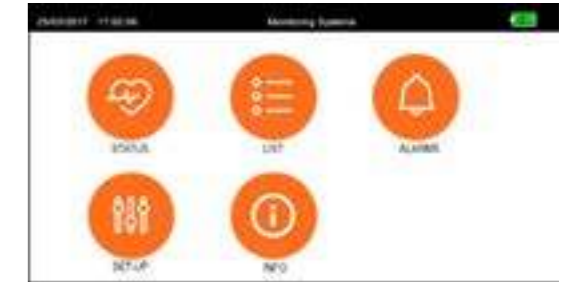 Monitoring Systems
STATUS
LIST
ALARMS
SET-UP
INFO